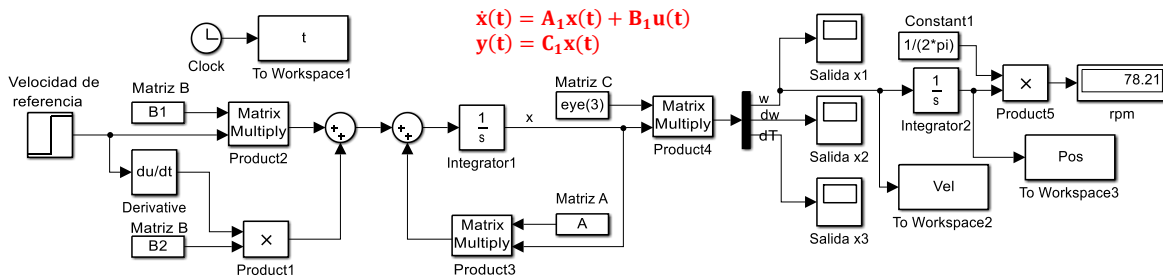 ẋ(t) = A₁x(t) + B₁u(t)
y(t) = C₁x(t)
Clock
t
To Workspace1
Velocidad de
referencia
Matriz B
B1
Matrix
Multiply
Product2
du/dt
Derivative
Matriz B
B2
×
Product1
+
+
+
+
1
s
Integrator1
x
Matriz C
eye(3)
Matrix
Multiply
Product4
Matriz A
A
Matrix
Multiply
Product3
w
dw
dT
Salida x1
Salida x2
Salida x3
Constant1
1/(2*pi)
1
s
Integrator2
×
Product5
78.21
rpm
Vel
To Workspace2
Pos
To Workspace3